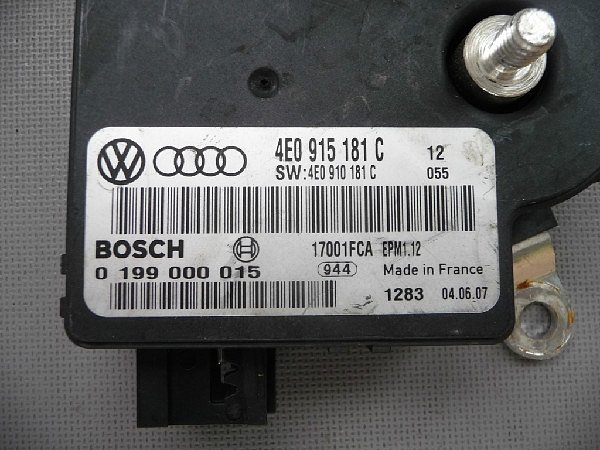 4E0 915 181 C 12
SW:4E0 910 181 C 055
BOSCH 17001FCA EPM1.12
0 199 000 015 944 Made in France
1283 04.06.07